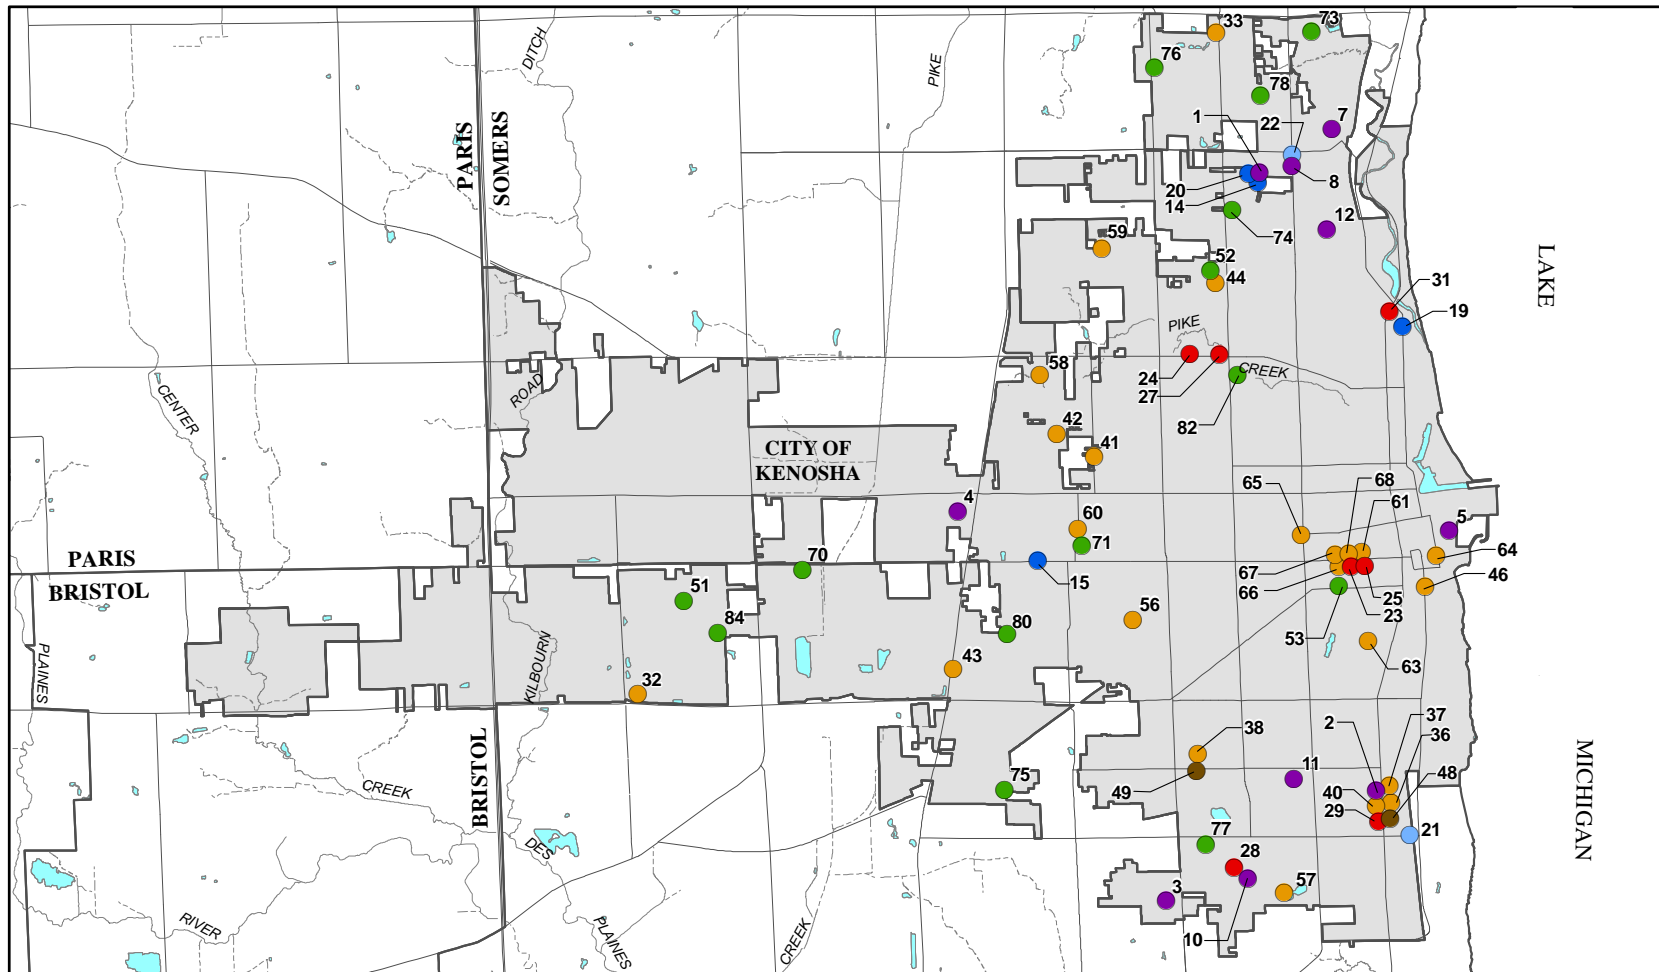 33
73
DITCH
PIKE
76
78
1
22
7
PARIS
SOMERS
20
14
8
12
74
59
52
44
LAKE
31
19
PIKE
58
24
27
CREEK
ROAD
82
CENTER
42
41
CITY OF
KENOSHA
65
68
61
4
60
5
71
PARIS
70
67
64
BRISTOL
15
66
46
51
25
84
80
56
23
53
63
PLAINES
KILBOURN
43
32
38
2
37
36
BRISTOL
11
48
CREEK
75
49
40
29
MICHIGAN
21
DES
77
28
57
3
RIVER
PLAINES
CREEK
10